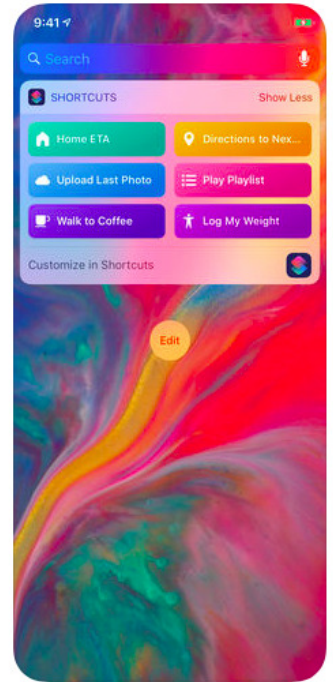 9:41
Search
SHORTCUTS Show Less
Home ETA Directions to Nex...
Upload Last Photo Play Playlist
Walk to Coffee Log My Weight
Customize in Shortcuts
Edit